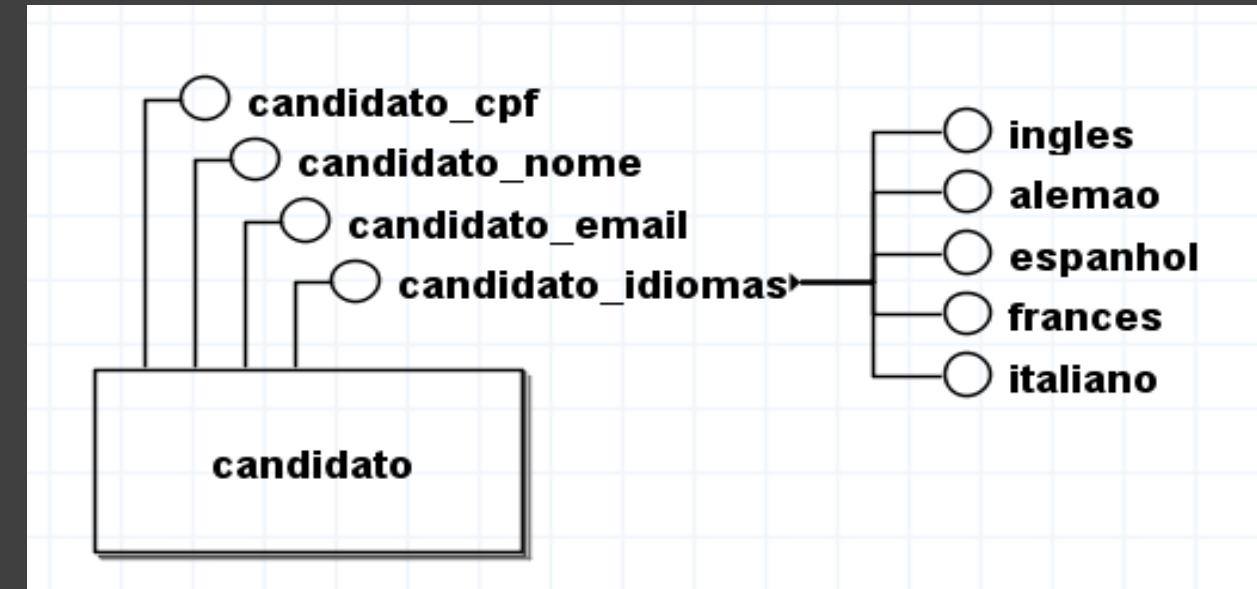 candidato_cpf
candidato_nome
candidato_email
candidato_idiomas
ingles
alemao
espanhol
frances
italiano
candidato